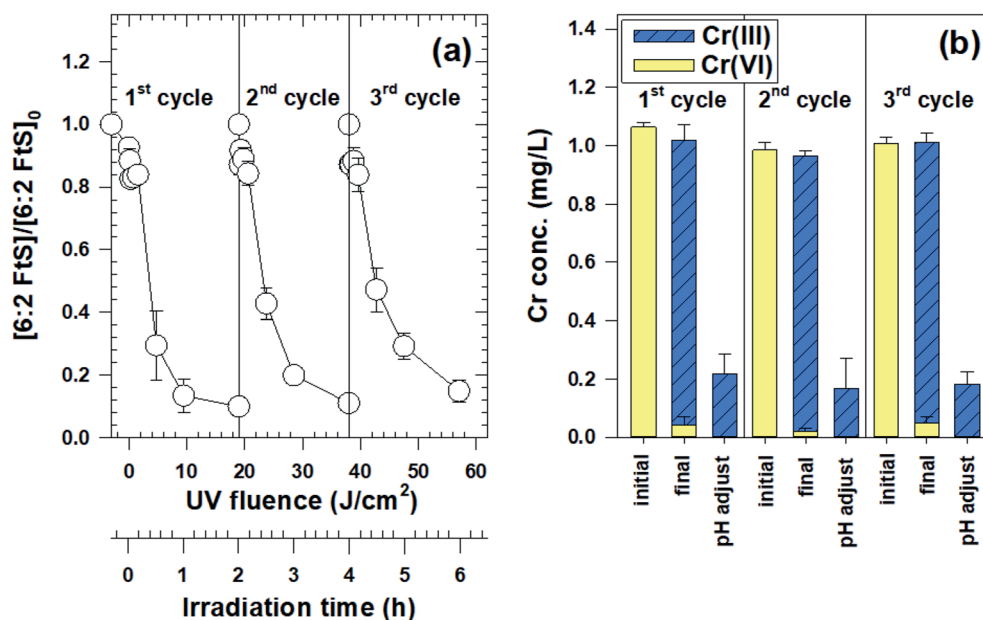 (a)
1st cycle 2nd cycle 3rd cycle
[6:2 FtS]/[6:2 FtS]0
1.2
1.0
0.8
0.6
0.4
0.2
0.0
0 10 20 30 40 50 60
UV fluence (J/cm2)
0 1 2 3 4 5 6
Irradiation time (h)
(b)
Cr(III)
Cr(VI)
1st cycle 2nd cycle 3rd cycle
Cr conc. (mg/L)
1.4
1.2
1.0
0.8
0.6
0.4
0.2
0.0
initial final pH adjust initial final pH adjust initial final pH adjust